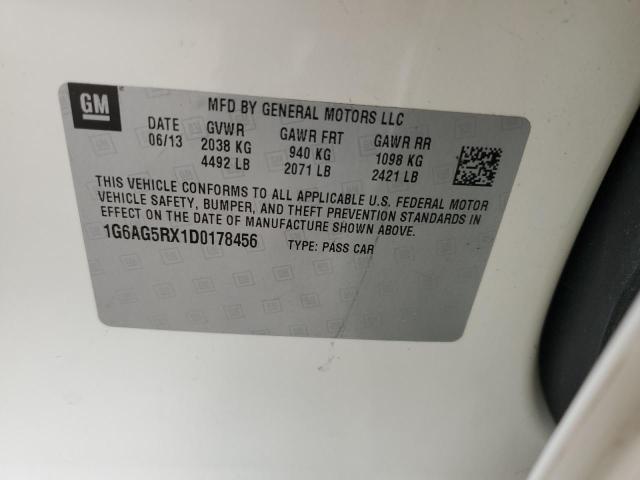 GM
MFD BY GENERAL MOTORS LLC
DATE GVWR GAWR FRT GAWR RR
06/13 2038 KG 940 KG 1098 KG
4492 LB 2071 LB 2421 LB
THIS VEHICLE CONFORMS TO ALL APPLICABLE U.S. FEDERAL MOTOR
VEHICLE SAFETY, BUMPER, AND THEFT PREVENTION STANDARDS IN
EFFECT ON THE DATE OF MANUFACTURE SHOWN ABOVE.
1G6AG5RX1D0178456 TYPE: PASS CAR